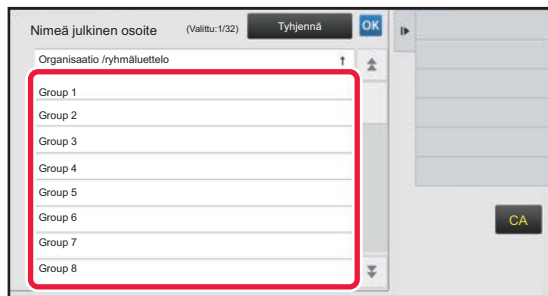 Nimeä julkinen osoite (Valittu:1/32) Tyhjennä OK
Organisaatio /ryhmäluettelo ↑
Group 1
Group 2
Group 3
Group 4
Group 5
Group 6
Group 7
Group 8
CA